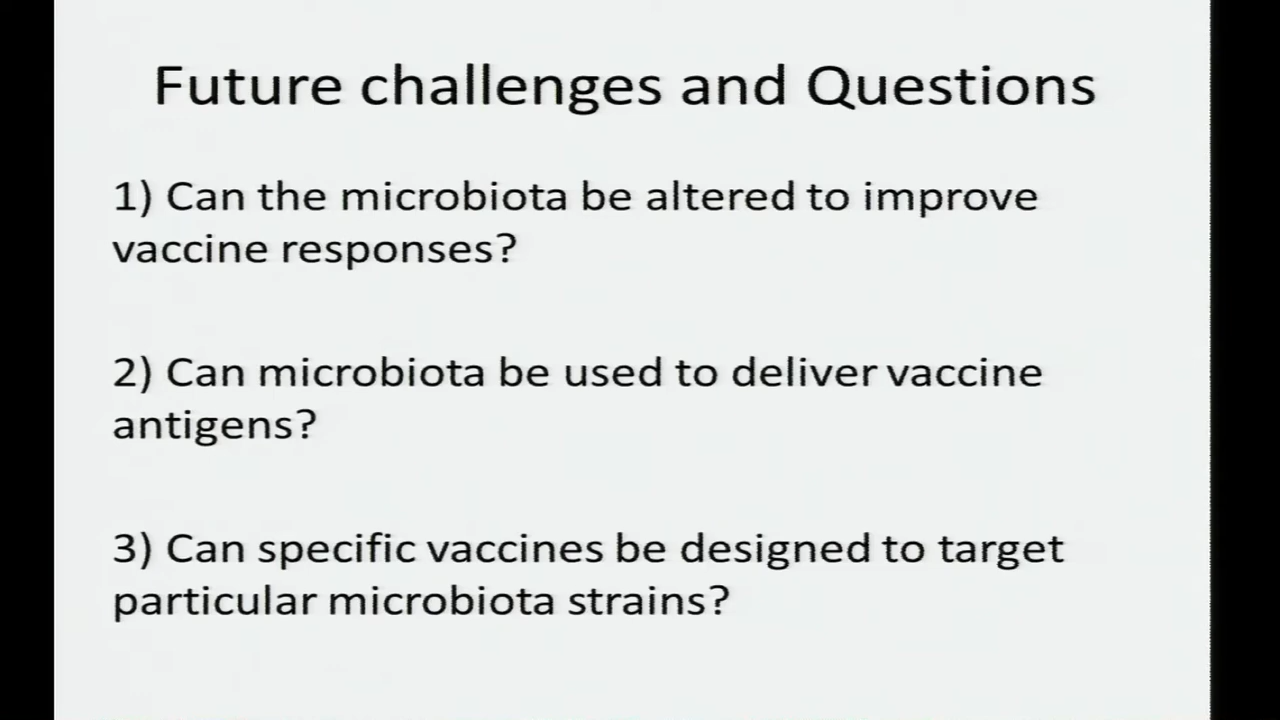 Future challenges and Questions
1) Can the microbiota be altered to improve
vaccine responses?
2) Can microbiota be used to deliver vaccine
antigens?
3) Can specific vaccines be designed to target
particular microbiota strains?